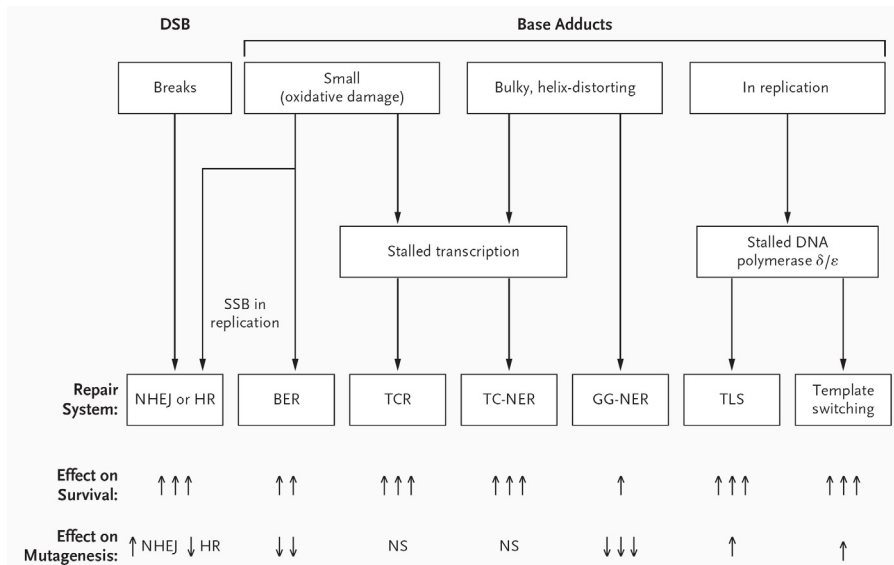 DSB
Base Adducts
Breaks
Small
(oxidative damage)
Bulky, helix-distorting
In replication
Stalled transcription
Stalled DNA
polymerase δ/ε
SSB in
replication
Repair
System:
NHEJ or HR
BER
TCR
TC-NER
GG-NER
TLS
Template
switching
Effect on
Survival:
↑↑↑
↑↑
↑↑↑
↑↑↑
↑
↑↑↑
↑↑↑
Effect on
Mutagenesis:
↑ NHEJ ↓ HR
↓↓
NS
NS
↓↓↓
↑
↑